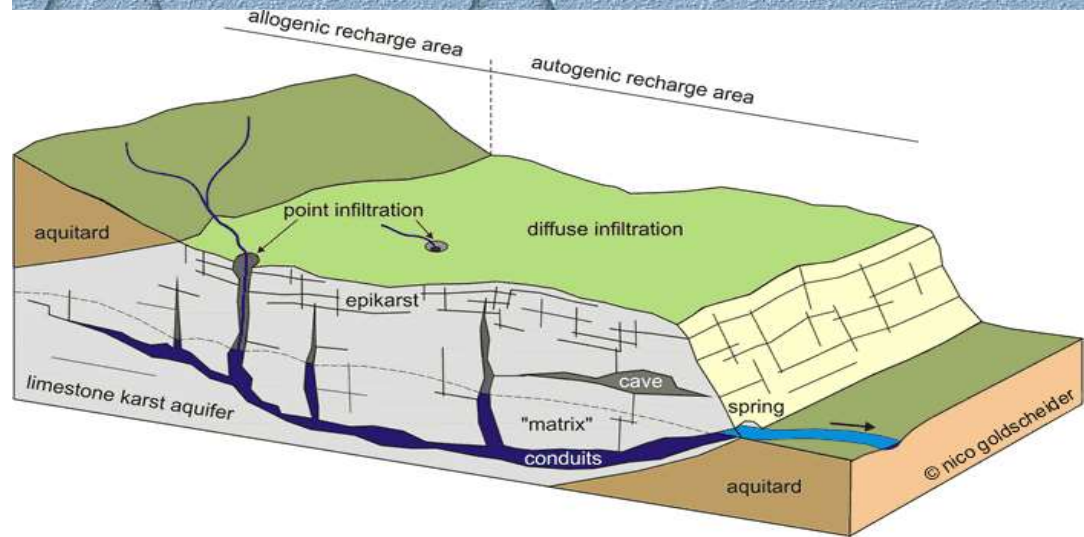 allogenic recharge area
autogenic recharge area
point infiltration
diffuse infiltration
aquitard
epikarst
cave
limestone karst aquifer
"matrix"
spring
conduits
aquitard
© nico goldscheider